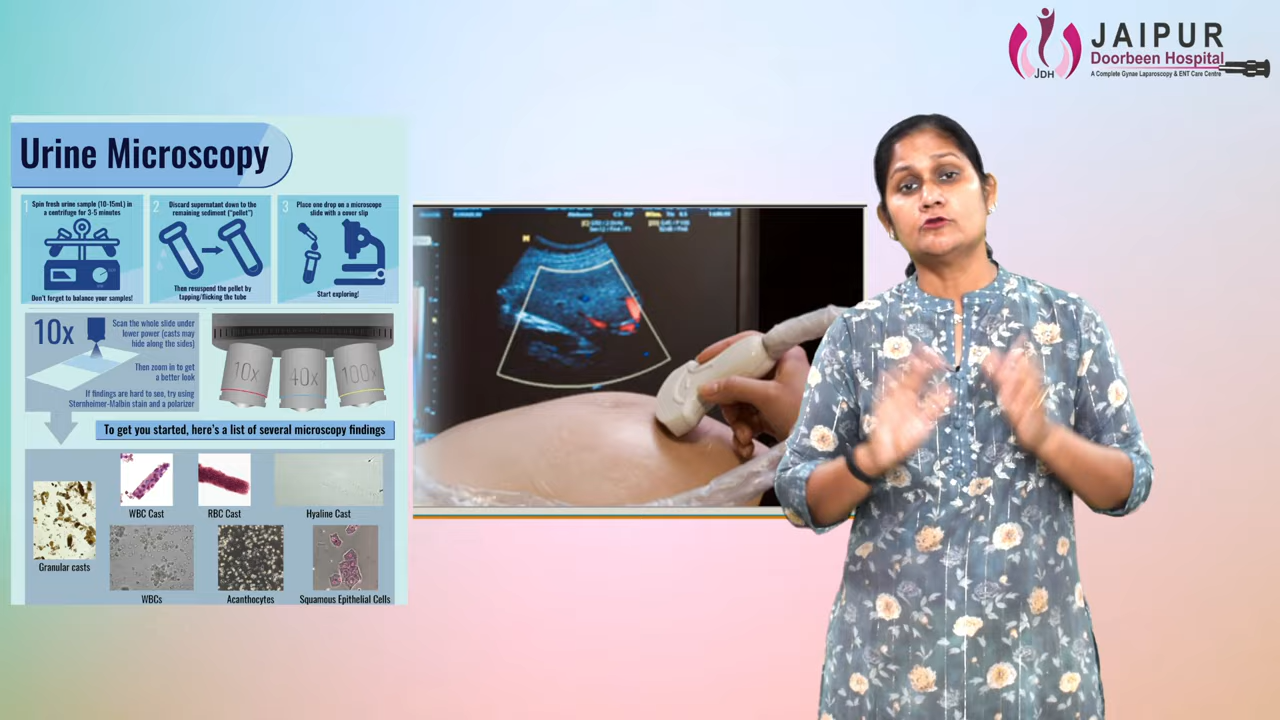 JAIPUR
Doorbeen Hospital
A Complete Gynae Laparoscopy & ENT Care Centre
JDH
Urine Microscopy
1
Spin fresh urine sample (10-15mL) in
a centrifuge for 3-5 minutes
Don't forget to balance your samples!
2
Discard supernatant down to the
remaining sediment ("pellet")
Then resuspend the pellet by
tapping/flicking the tube
3
Place one drop on a microscope
slide with a cover slip
Start exploring!
10x
Scan the whole slide under
lower power (casts may
hide along the sides)
Then zoom in to get
a better look
If findings are hard to see, try using
Sternheimer-Malbin stain and a polarizer
10x
40x
100x
To get you started, here's a list of several microscopy findings
WBC Cast
RBC Cast
Hyaline Cast
Granular casts
WBCs
Acanthocytes
Squamous Epithelial Cells